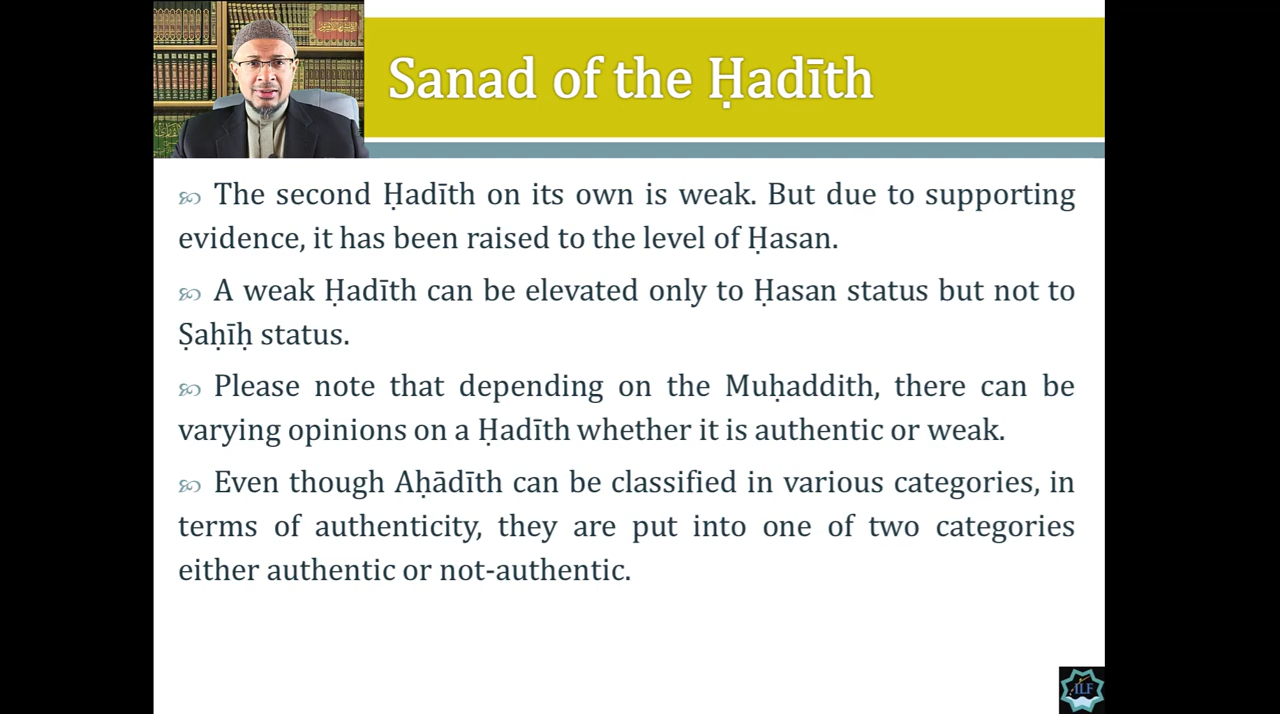 Sanad of the Ḥadīth
The second Ḥadīth on its own is weak. But due to supporting
evidence, it has been raised to the level of Ḥasan.
A weak Ḥadīth can be elevated only to Ḥasan status but not to
Ṣaḥīḥ status.
Please note that depending on the Muḥaddith, there can be
varying opinions on a Ḥadīth whether it is authentic or weak.
Even though Aḥādīth can be classified in various categories, in
terms of authenticity, they are put into one of two categories
either authentic or not-authentic.
ILF